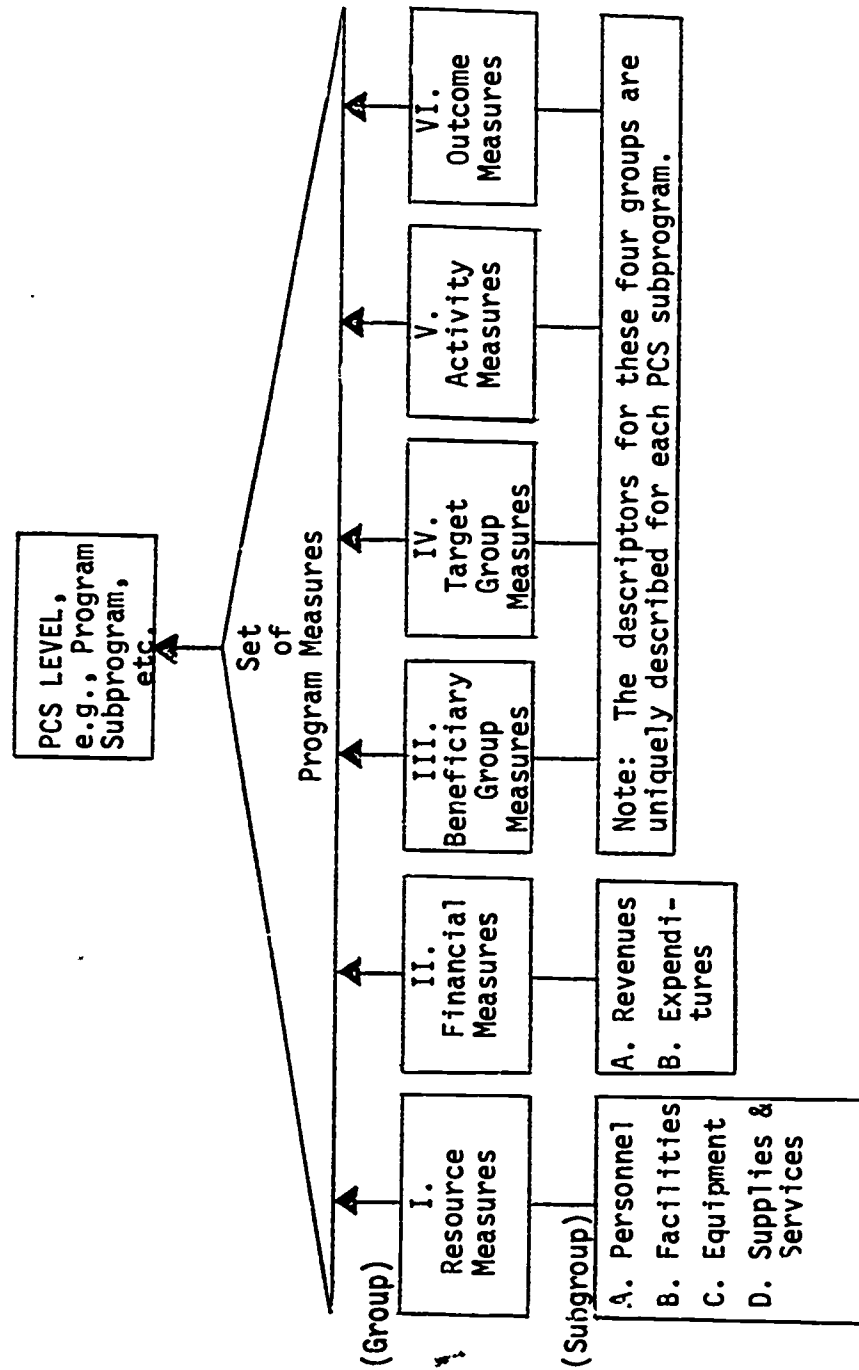 PCS LEVEL,
e.g., Program
Subprogram,
etc.
Set
of
Program Measures
(Group)
I.
Resource
Measures
II.
Financial
Measures
III.
Beneficiary
Group
Measures
IV.
Target
Group
Measures
V.
Activity
Measures
VI.
Outcome
Measures
(Subgroup)
A. Personnel
B. Facilities
C. Equipment
D. Supplies &
Services
A. Revenues
B. Expendi-
tures
Note: The descriptors for these four groups are
uniquely described for each PCS subprogram.